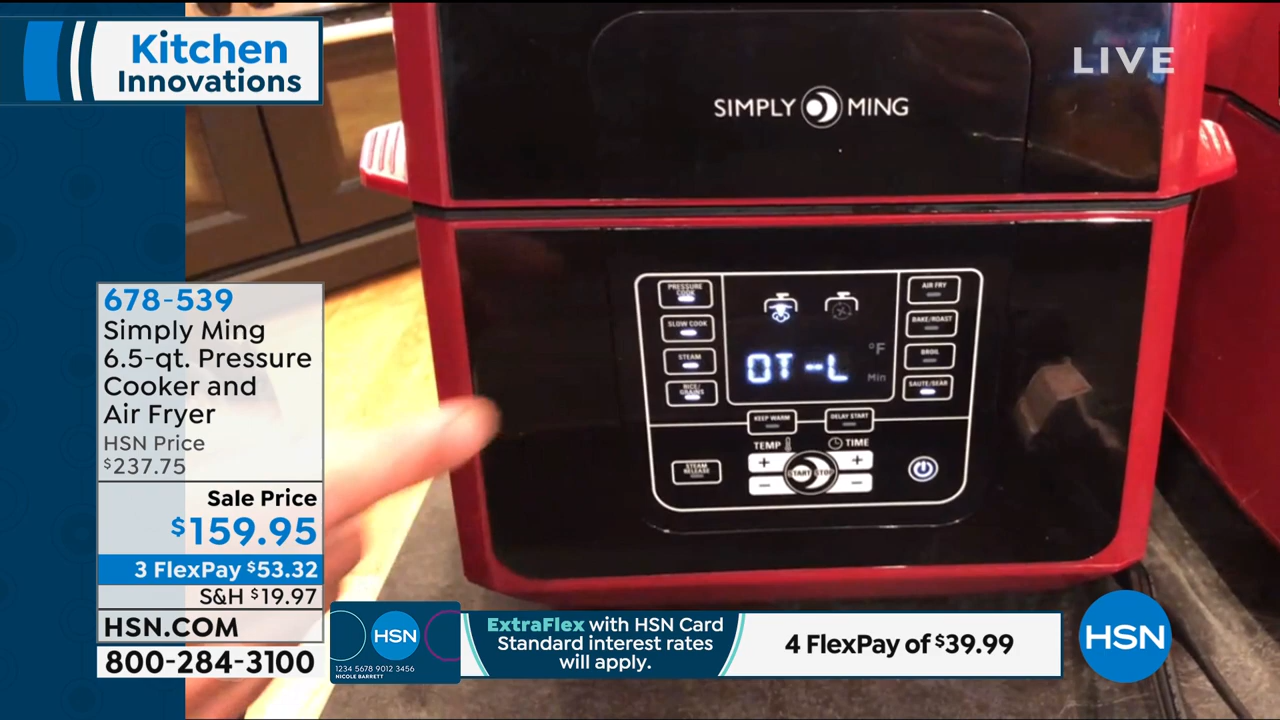 Kitchen
Innovations
LIVE
SIMPLY MING
678-539
Simply Ming
6.5-qt. Pressure
Cooker and
Air Fryer
HSN Price
$237.75
Sale Price
$159.95
3 FlexPay $53.32
S&H $19.97
HSN.COM
800-284-3100
PRESSURE
COOK
SLOW COOK
STEAM
RICE/
GRAINS
AIR FRY
BAKE/ROAST
BROIL
SAUTE/SEAR
OT--L
°F
Min
KEEP WARM
DELAY START
TEMP
TIME
STEAM
RELEASE
+
+
START STOP
−
−
HSN
1234 5678 9012 3456
NICOLE BARRETT
ExtraFlex with HSN Card
Standard interest rates
will apply.
4 FlexPay of $39.99
HSN